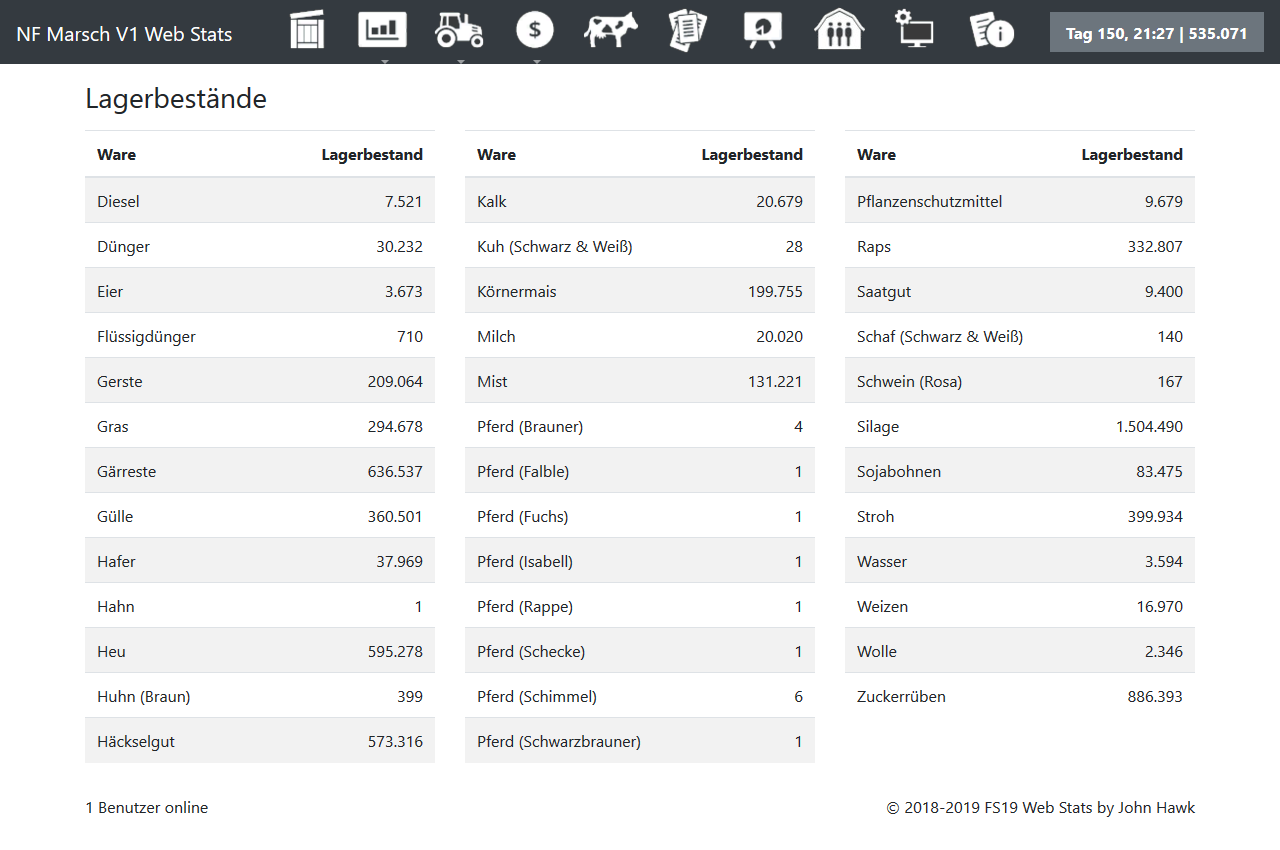 NF Marsch V1 Web Stats
Tag 150, 21:27 | 535.071
Lagerbestände
Ware Lagerbestand
Diesel 7.521
Dünger 30.232
Eier 3.673
Flüssigdünger 710
Gerste 209.064
Gras 294.678
Gärreste 636.537
Gülle 360.501
Hafer 37.969
Hahn 1
Heu 595.278
Huhn (Braun) 399
Häckselgut 573.316
Ware Lagerbestand
Kalk 20.679
Kuh (Schwarz & Weiß) 28
Körnermais 199.755
Milch 20.020
Mist 131.221
Pferd (Brauner) 4
Pferd (Falble) 1
Pferd (Fuchs) 1
Pferd (Isabell) 1
Pferd (Rappe) 1
Pferd (Schecke) 1
Pferd (Schimmel) 6
Pferd (Schwarzbrauner) 1
Ware Lagerbestand
Pflanzenschutzmittel 9.679
Raps 332.807
Saatgut 9.400
Schaf (Schwarz & Weiß) 140
Schwein (Rosa) 167
Silage 1.504.490
Sojabohnen 83.475
Stroh 399.934
Wasser 3.594
Weizen 16.970
Wolle 2.346
Zuckerrüben 886.393
1 Benutzer online
© 2018-2019 FS19 Web Stats by John Hawk